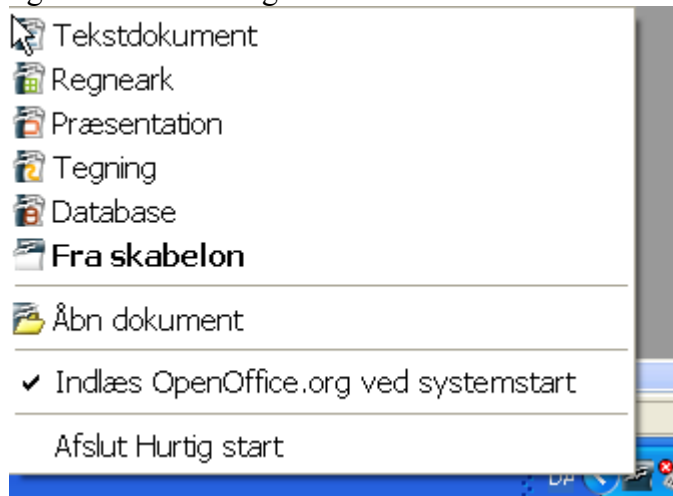 Tekstdokument
Regneark
Præsentation
Tegning
Database
Fra skabelon
Åbn dokument
Indlæs OpenOffice.org ved systemstart
Afslut Hurtig start